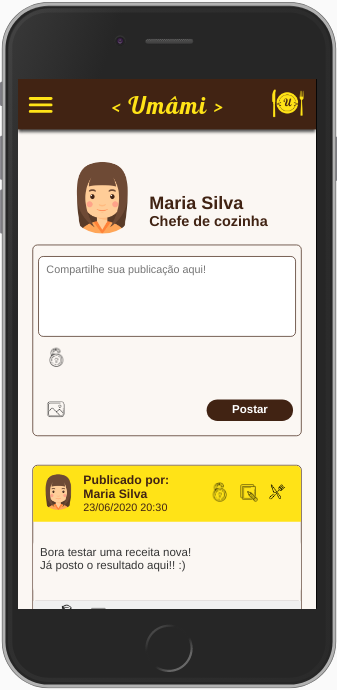 < Umâmi >
U
Maria Silva
Chefe de cozinha
Compartilhe sua publicação aqui!
Postar
Publicado por:
Maria Silva
23/06/2020 20:30
Bora testar uma receita nova!
Já posto o resultado aqui!! :)